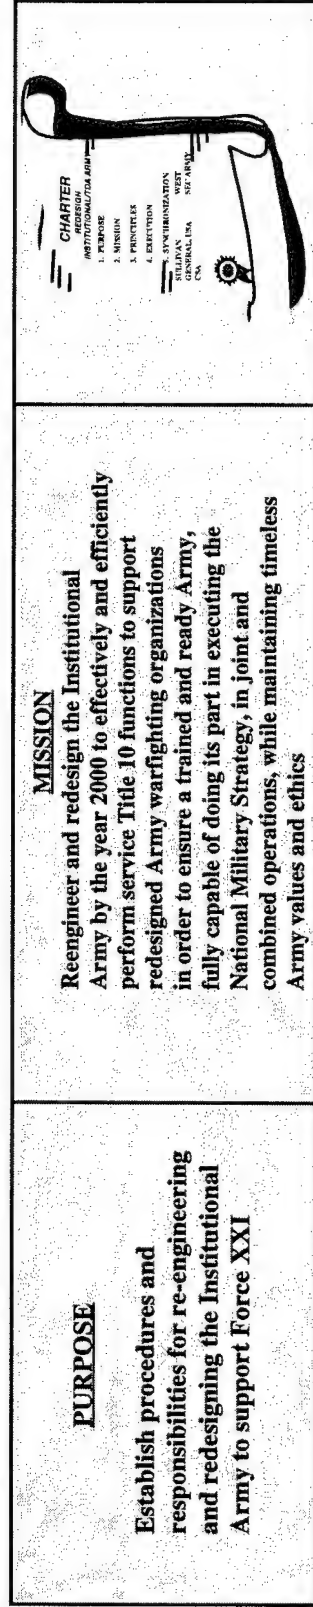 PURPOSE
Establish procedures and
responsibilities for re-engineering
and redesigning the Institutional
Army to support Force XXI
MISSION
Reengineer and redesign the Institutional
Army by the year 2000 to effectively and efficiently
perform service Title 10 functions to support
redesigned Army warfighting organizations
in order to ensure a trained and ready Army,
fully capable of doing its part in executing the
National Military Strategy, in joint and
combined operations, while maintaining timeless
Army values and ethics
CHARTER
REDESIGN
INSTITUTIONAL/TDA ARMY
1. PURPOSE
2. MISSION
3. PRINCIPLES
4. EXECUTION
5. SYNCHRONIZATION
SULLIVAN WEST
GENERAL, USA SEC ARMY
CSA